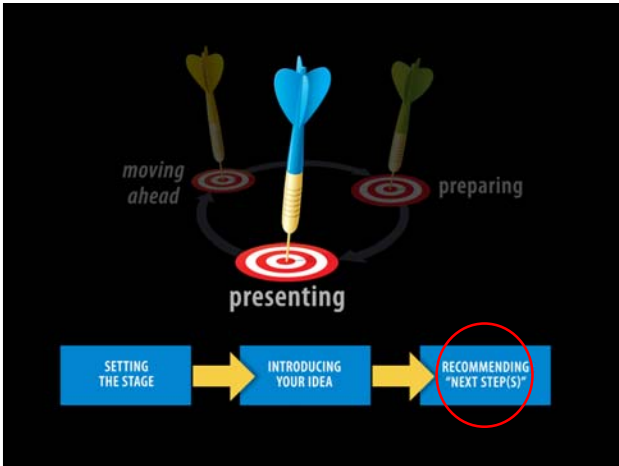 moving
ahead
preparing
presenting
SETTING
THE STAGE
INTRODUCING
YOUR IDEA
RECOMMENDING
"NEXT STEP(S)"